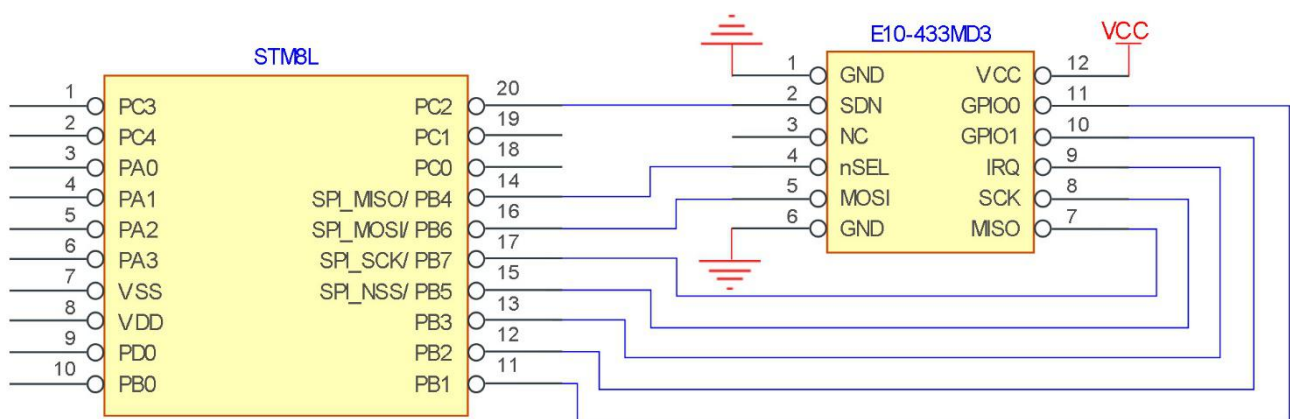 E10-433MD3
VCC
STM8L
1 GND VCC 12
20
2 SDN GPIO0 11
1 PC3 PC2
19
3 NC GPIO1 10
2 PC4 PC1
18
4 nSEL IRQ 9
3 PA0 PC0
14
5 MOSI SCK 8
4 PA1 SPI_MISO/ PB4
16
6 GND MISO 7
5 PA2 SPI_MOSI/ PB6
17
6 PA3 SPI_SCK/ PB7
15
7 VSS SPI_NSS/ PB5
13
8 VDD PB3
12
9 PD0 PB2
11
10 PB0 PB1